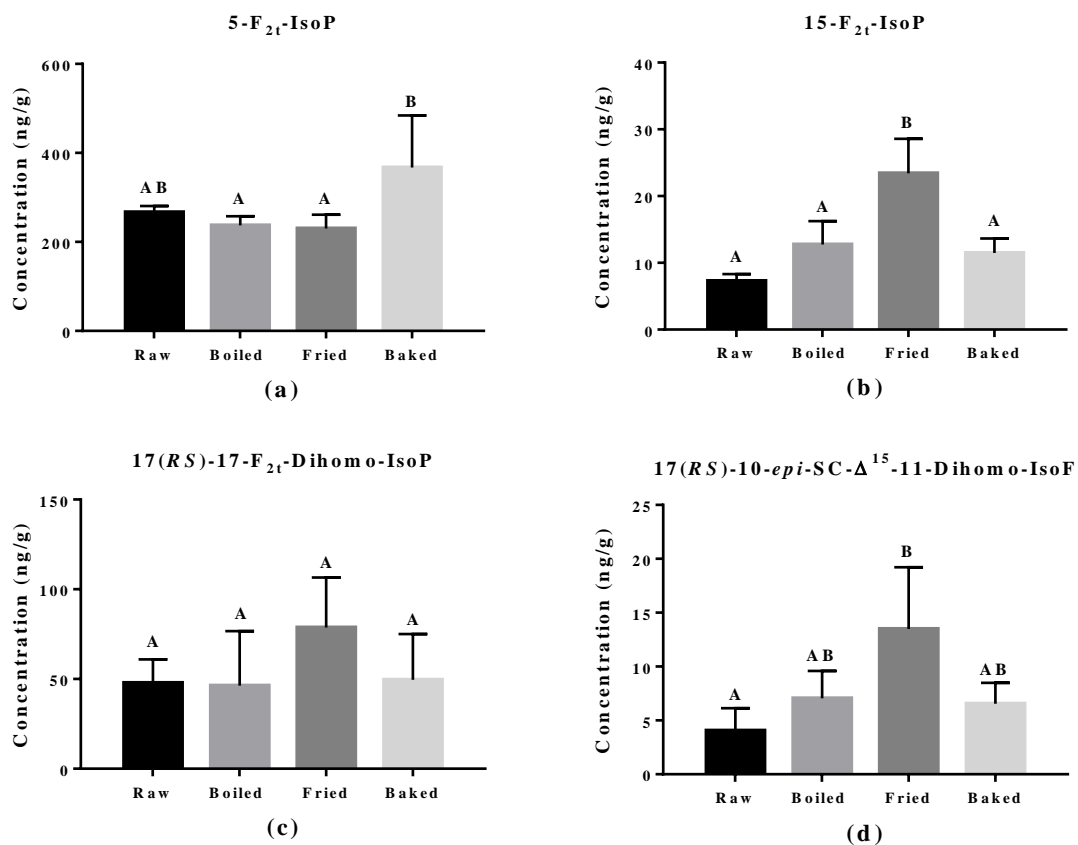 5-F₂ₜ-IsoP
Concentration (ng/g)
600
400
200
0
A B
A
A
B
Raw Boiled Fried Baked
(a)
15-F₂ₜ-IsoP
Concentration (ng/g)
40
30
20
10
0
A
A
B
A
Raw Boiled Fried Baked
(b)
17(RS)-17-F₂ₜ-Dihomo-IsoP
Concentration (ng/g)
150
100
50
0
A
A
A
A
Raw Boiled Fried Baked
(c)
17(RS)-10-epi-SC-Δ¹⁵-11-Dihomo-IsoF
Concentration (ng/g)
25
20
15
10
5
0
A
A B
B
A B
Raw Boiled Fried Baked
(d)